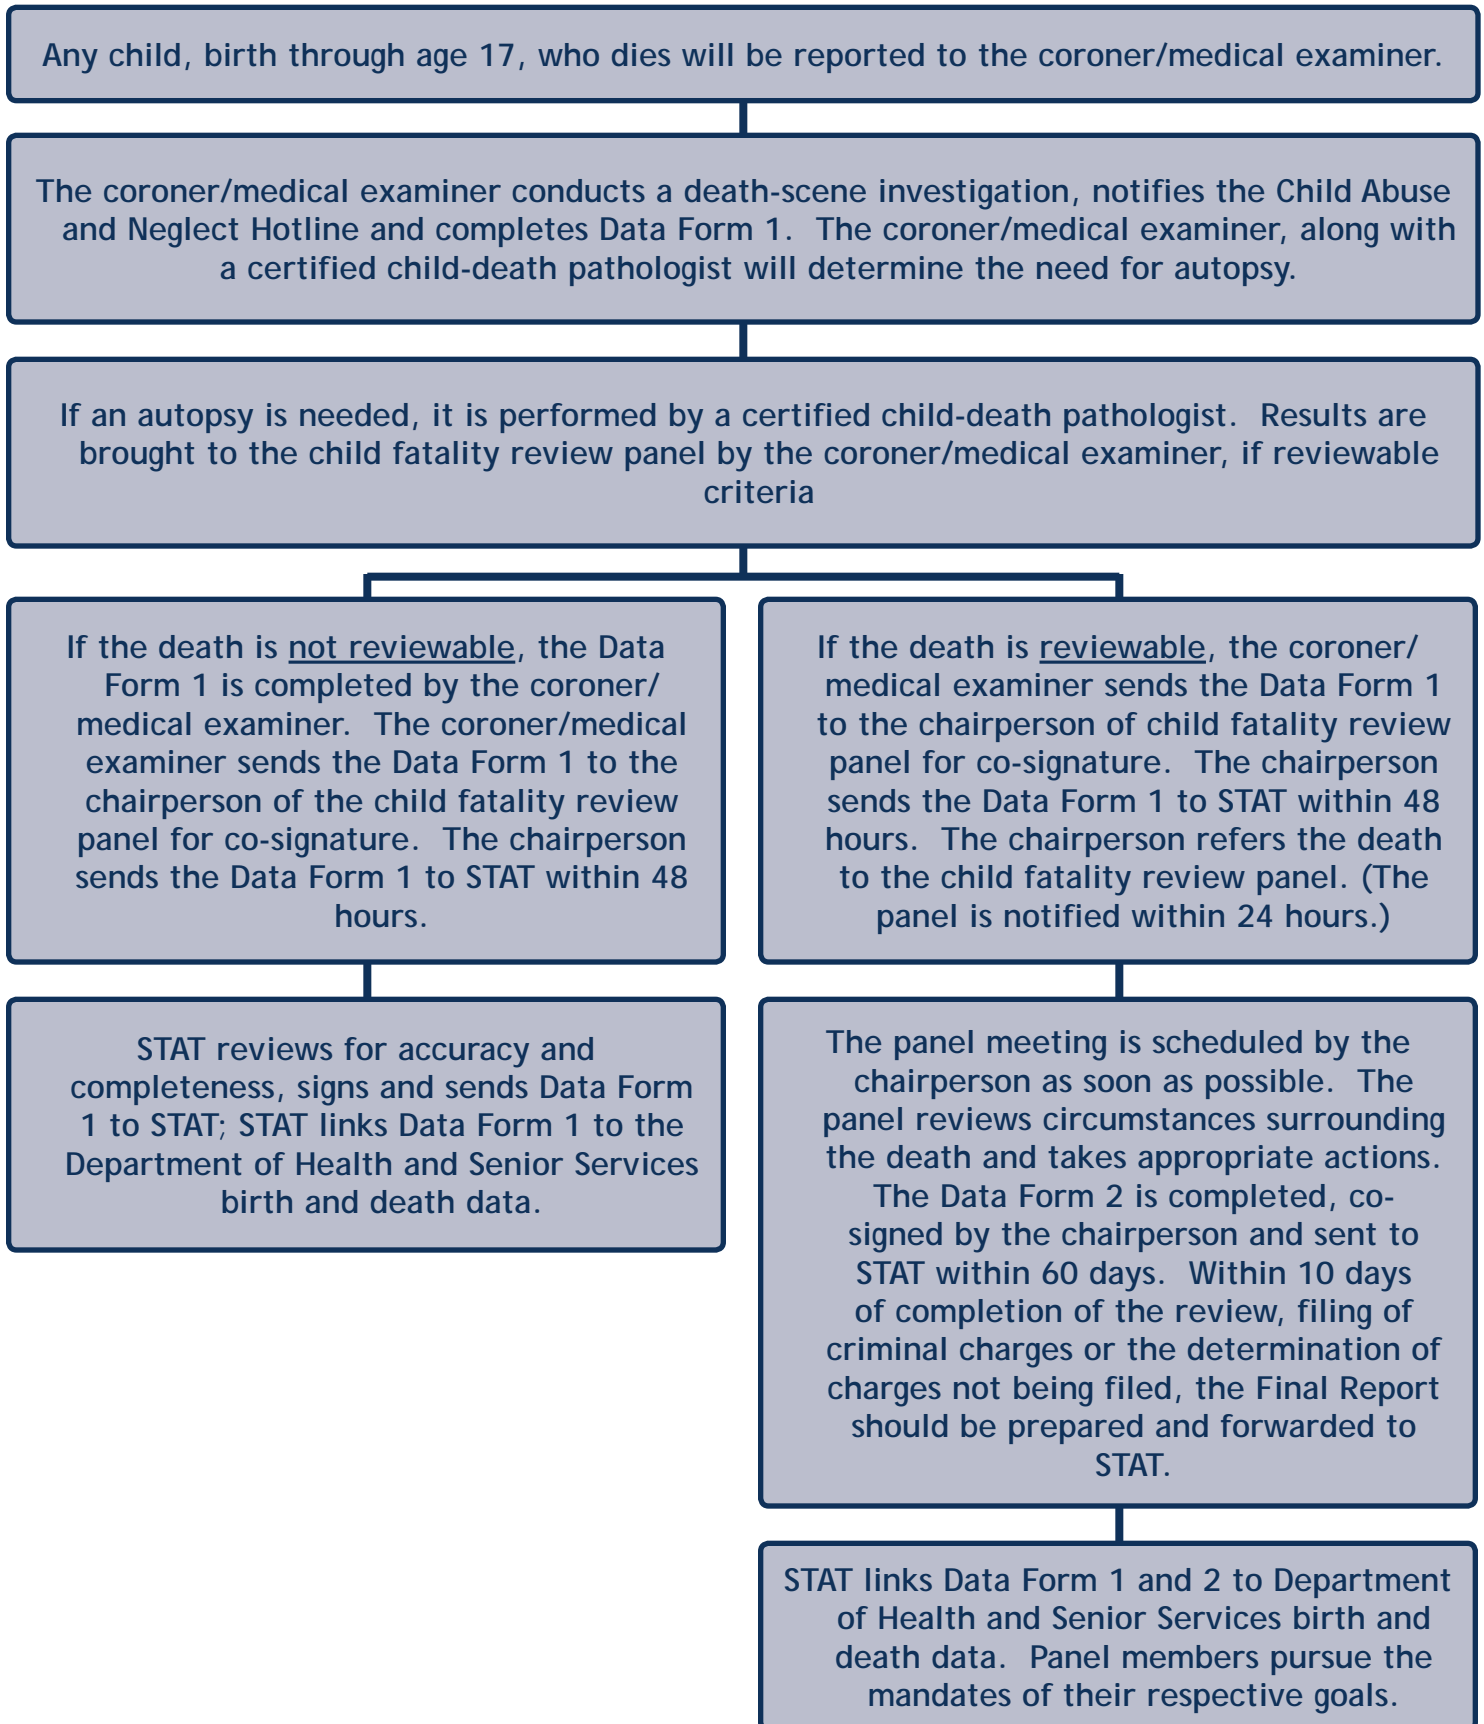 Any child, birth through age 17, who dies will be reported to the coroner/medical examiner.
The coroner/medical examiner conducts a death-scene investigation, notifies the Child Abuse
and Neglect Hotline and completes Data Form 1.  The coroner/medical examiner, along with
a certified child-death pathologist will determine the need for autopsy.
If an autopsy is needed, it is performed by a certified child-death pathologist.  Results are
brought to the child fatality review panel by the coroner/medical examiner, if reviewable
criteria
If the death is not reviewable, the Data
Form 1 is completed by the coroner/
medical examiner.  The coroner/medical
examiner sends the Data Form 1 to the
chairperson of the child fatality review
panel for co-signature.  The chairperson
sends the Data Form 1 to STAT within 48
hours.
If the death is reviewable, the coroner/
medical examiner sends the Data Form 1
to the chairperson of child fatality review
panel for co-signature.  The chairperson
sends the Data Form 1 to STAT within 48
hours.  The chairperson refers the death
to the child fatality review panel. (The
panel is notified within 24 hours.)
STAT reviews for accuracy and
completeness, signs and sends Data Form
1 to STAT; STAT links Data Form 1 to the
Department of Health and Senior Services
birth and death data.
The panel meeting is scheduled by the
chairperson as soon as possible.  The
panel reviews circumstances surrounding
the death and takes appropriate actions.
The Data Form 2 is completed, co-
signed by the chairperson and sent to
STAT within 60 days.  Within 10 days
of completion of the review, filing of
criminal charges or the determination of
charges not being filed, the Final Report
should be prepared and forwarded to
STAT.
STAT links Data Form 1 and 2 to Department
of Health and Senior Services birth and
death data.  Panel members pursue the
mandates of their respective goals.